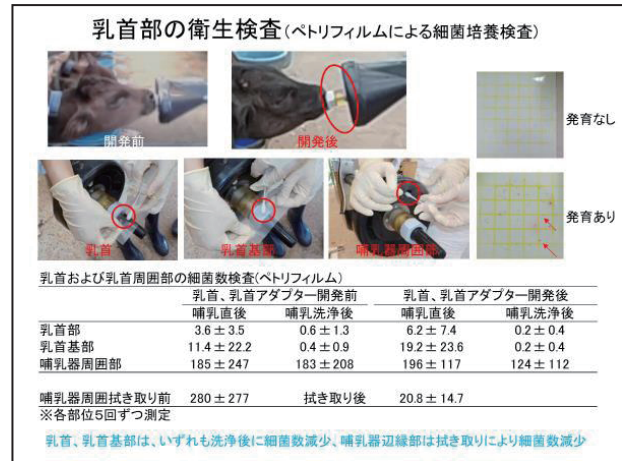 乳首部の衛生検査(ペトリフィルムによる細菌培養検査)
開発前
開発後
発育なし
乳首
乳首基部
哺乳器周囲部
発育あり
乳首および乳首周囲部の細菌数検査(ペトリフィルム)
乳首、乳首アダプター開発前 乳首、乳首アダプター開発後
哺乳直後 哺乳洗浄後 哺乳直後 哺乳洗浄後
乳首部 3.6±3.5 0.6±1.3 6.2±7.4 0.2±0.4
乳首基部 11.4±22.2 0.4±0.9 19.2±23.6 0.2±0.4
哺乳器周囲部 185±247 183±208 196±117 124±112
哺乳器周囲拭き取り前 280±277 拭き取り後 20.8±14.7
※各部位5回ずつ測定
乳首、乳首基部は、いずれも洗浄後に細菌数減少、哺乳器辺縁部は拭き取りにより細菌数減少